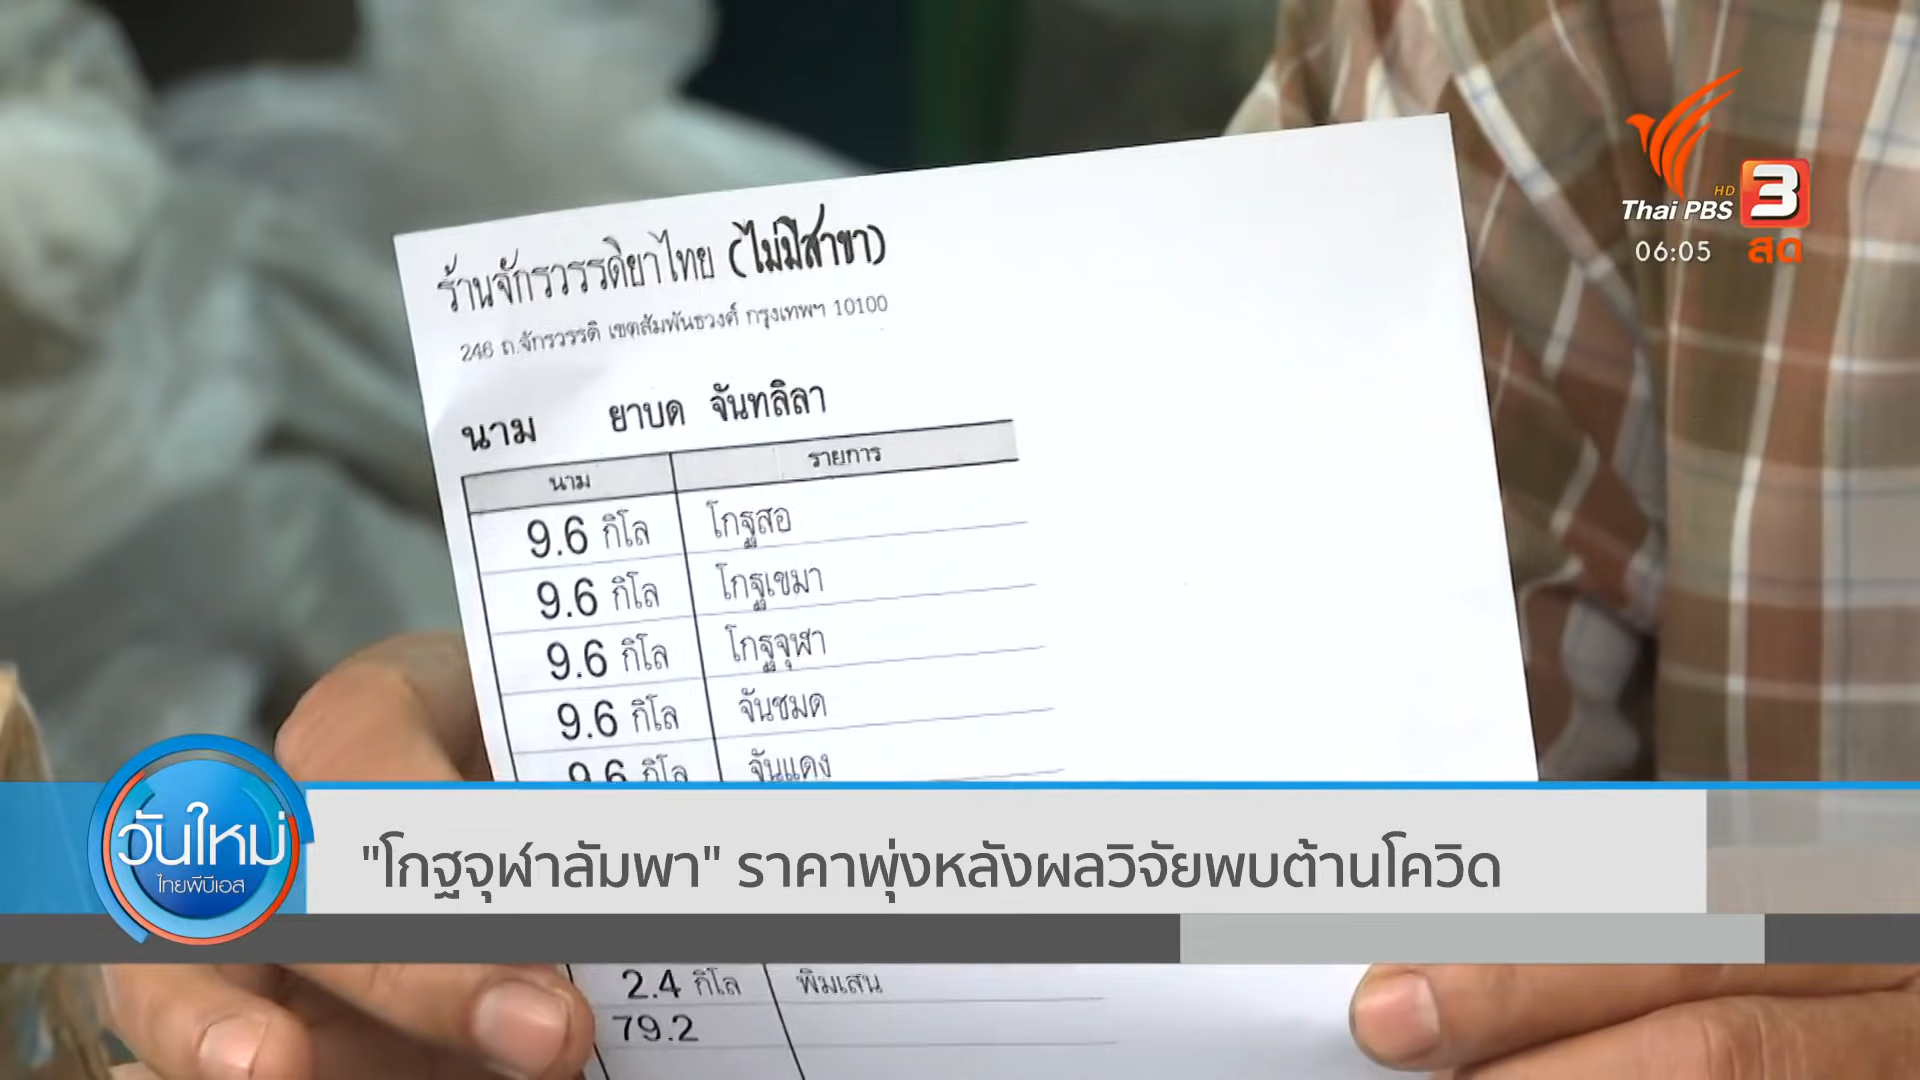 HD
Thai PBS 3
06:05 สด
ร้านจักรวรรดิยาไทย (ไม่มีสาขา)
246 ถ.จักรวรรดิ เขตสัมพันธวงศ์ กรุงเทพฯ 10100
นาม ยาบด จันทลิลา
นาม รายการ
9.6 กิโล โกฐสอ
9.6 กิโล โกฐเขมา
9.6 กิโล โกฐจุฬา
9.6 กิโล จันชมด
9.6 กิโล จันแดง
วันใหม่
ไทยพีบีเอส
"โกฐจุฬาลัมพา" ราคาพุ่งหลังผลวิจัยพบต้านโควิด
2.4 กิโล พิมเสน
79.2